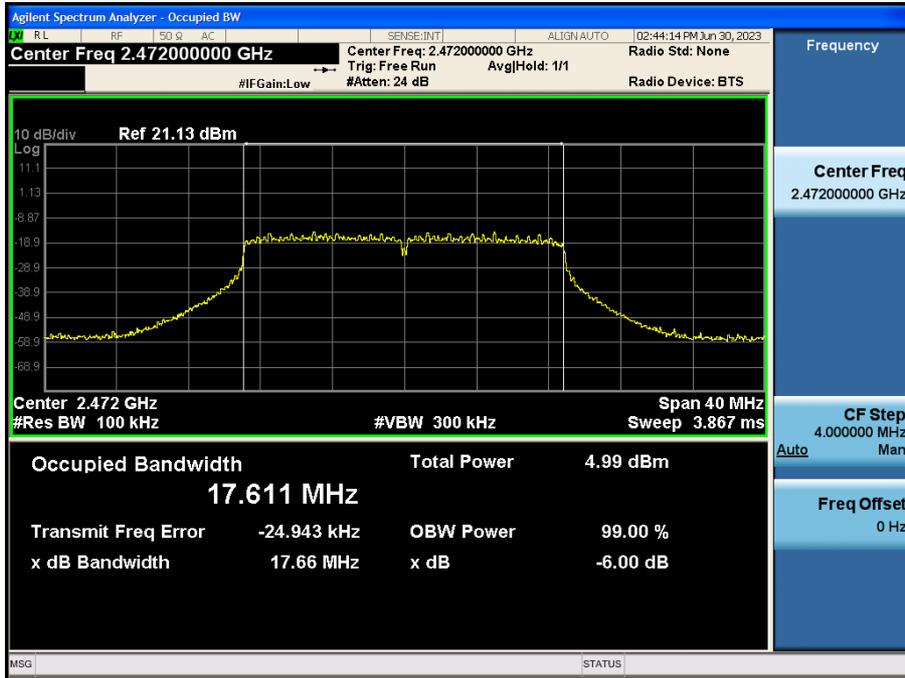 Agilent Spectrum Analyzer - Occupied BW
LXI RL RF 50 Ω AC SENSE:INT ALIGN AUTO 02:44:14 PM Jun 30, 2023
Center Freq 2.472000000 GHz
Center Freq: 2.472000000 GHz
Radio Std: None
Trig: Free Run Avg|Hold: 1/1
#IFGain:Low
#Atten: 24 dB
Radio Device: BTS
10 dB/div Ref 21.13 dBm
Log
11.1
1.13
-8.87
-18.9
-28.9
-38.9
-48.9
-58.9
-68.9
Center 2.472 GHz Span 40 MHz
#Res BW 100 kHz #VBW 300 kHz Sweep 3.867 ms
Occupied Bandwidth Total Power 4.99 dBm
17.611 MHz
Transmit Freq Error -24.943 kHz OBW Power 99.00 %
x dB Bandwidth 17.66 MHz x dB -6.00 dB
Frequency
Center Freq
2.472000000 GHz
CF Step
4.000000 MHz
Auto Man
Freq Offset
0 Hz
MSG STATUS